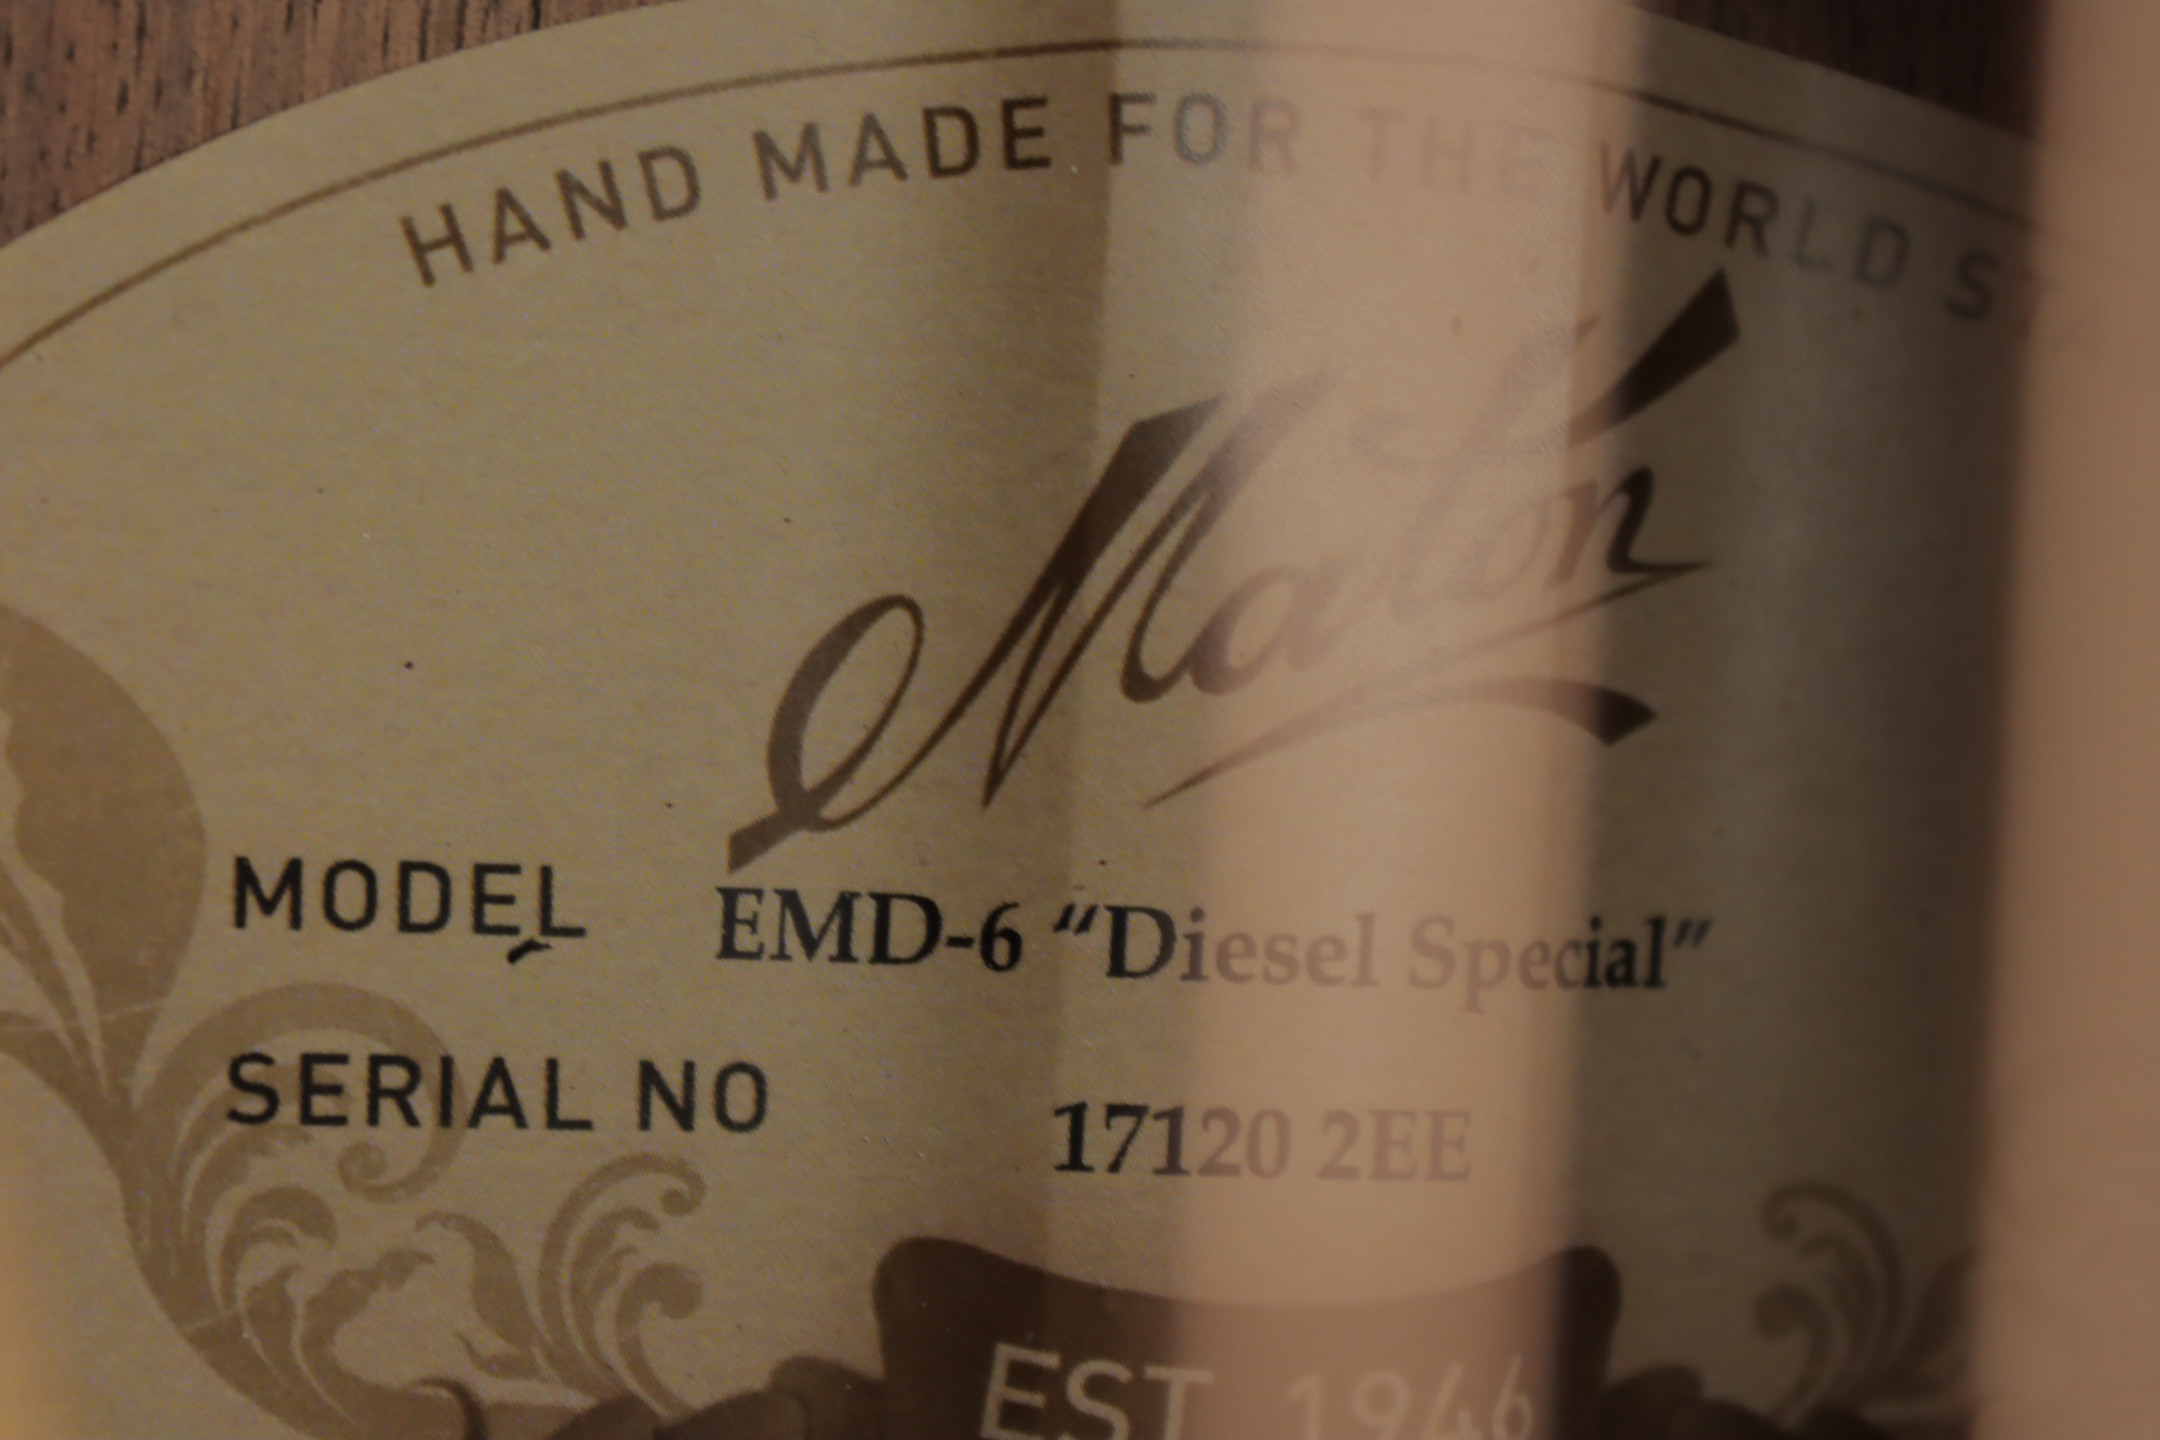 HAND MADE FOR THE WORLD
Maton
MODEL EMD-6 “Diesel Special”
SERIAL NO 17120 2EE
EST 1946